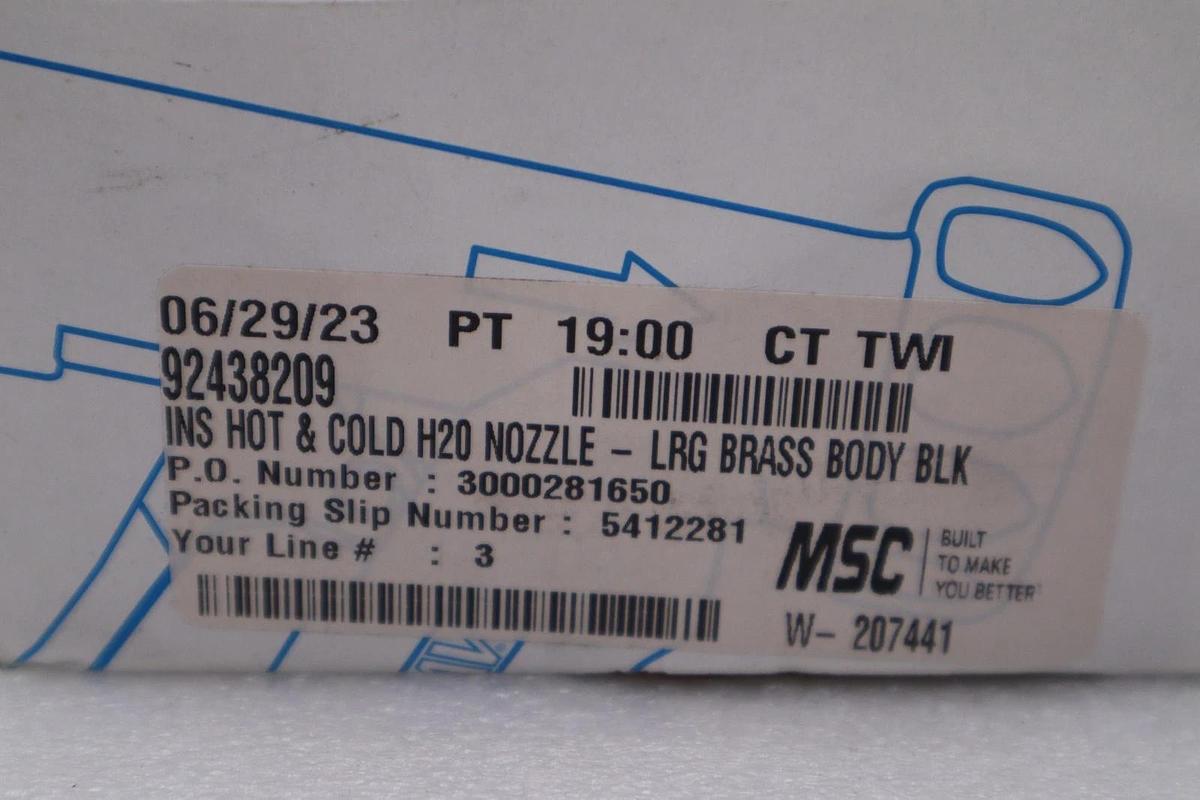 06/29/23 PT 19:00 CT TWI
92438209
INS HOT & COLD H20 NOZZLE - LRG BRASS BODY BLK
P.O. Number : 3000281650
Packing Slip Number : 5412281
Your Line # : 3
MSC
BUILT
TO MAKE
YOU BETTER
W- 207441